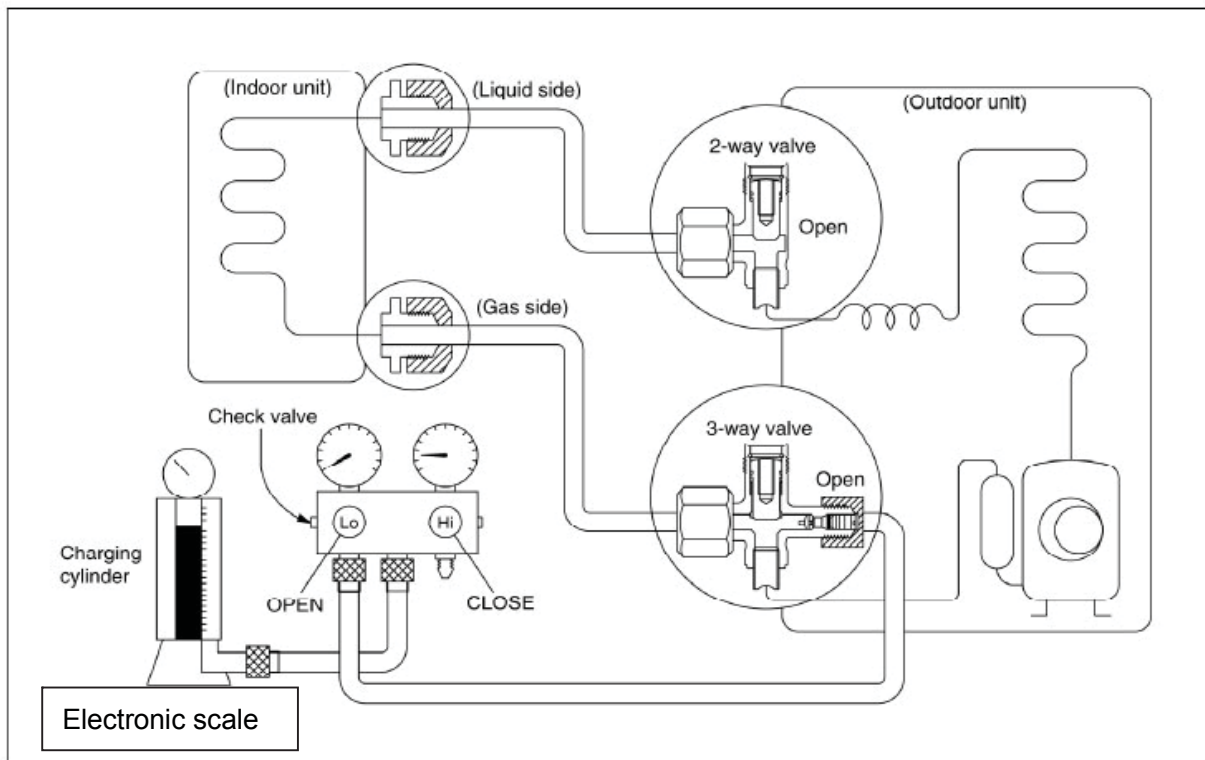 (Indoor unit)
(Liquid side)
(Outdoor unit)
2-way valve
Open
(Gas side)
Check valve
3-way valve
Open
Lo
Hi
Charging
cylinder
OPEN
CLOSE
Electronic scale